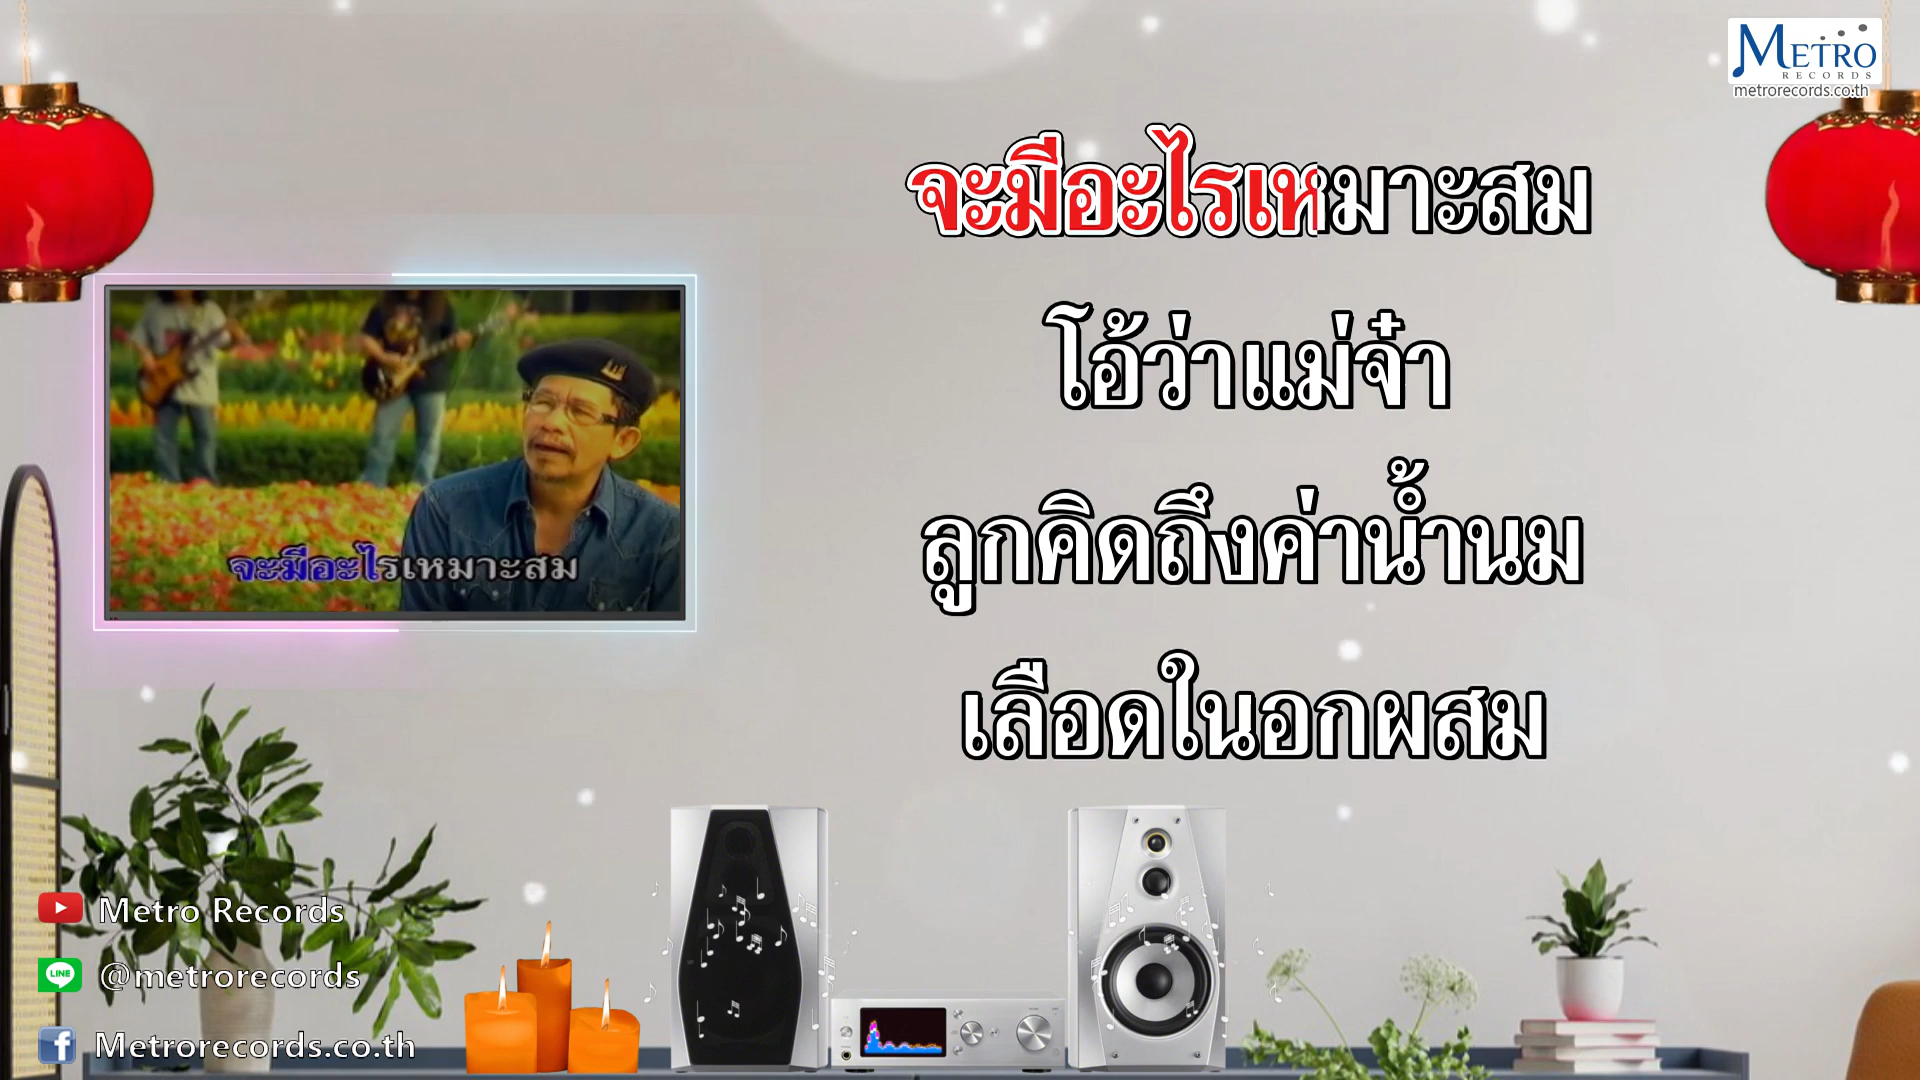 METRO
RECORDS
metrorecords.co.th
จะมีอะไรเหมาะสม
โอ้ว่าแม่จ๋า
ลูกคิดถึงค่าน้ำนม
เลือดในอกผสม
จะมีอะไรเหมาะสม
Metro Records
LINE
@metrorecords
f
Metrorecords.co.th